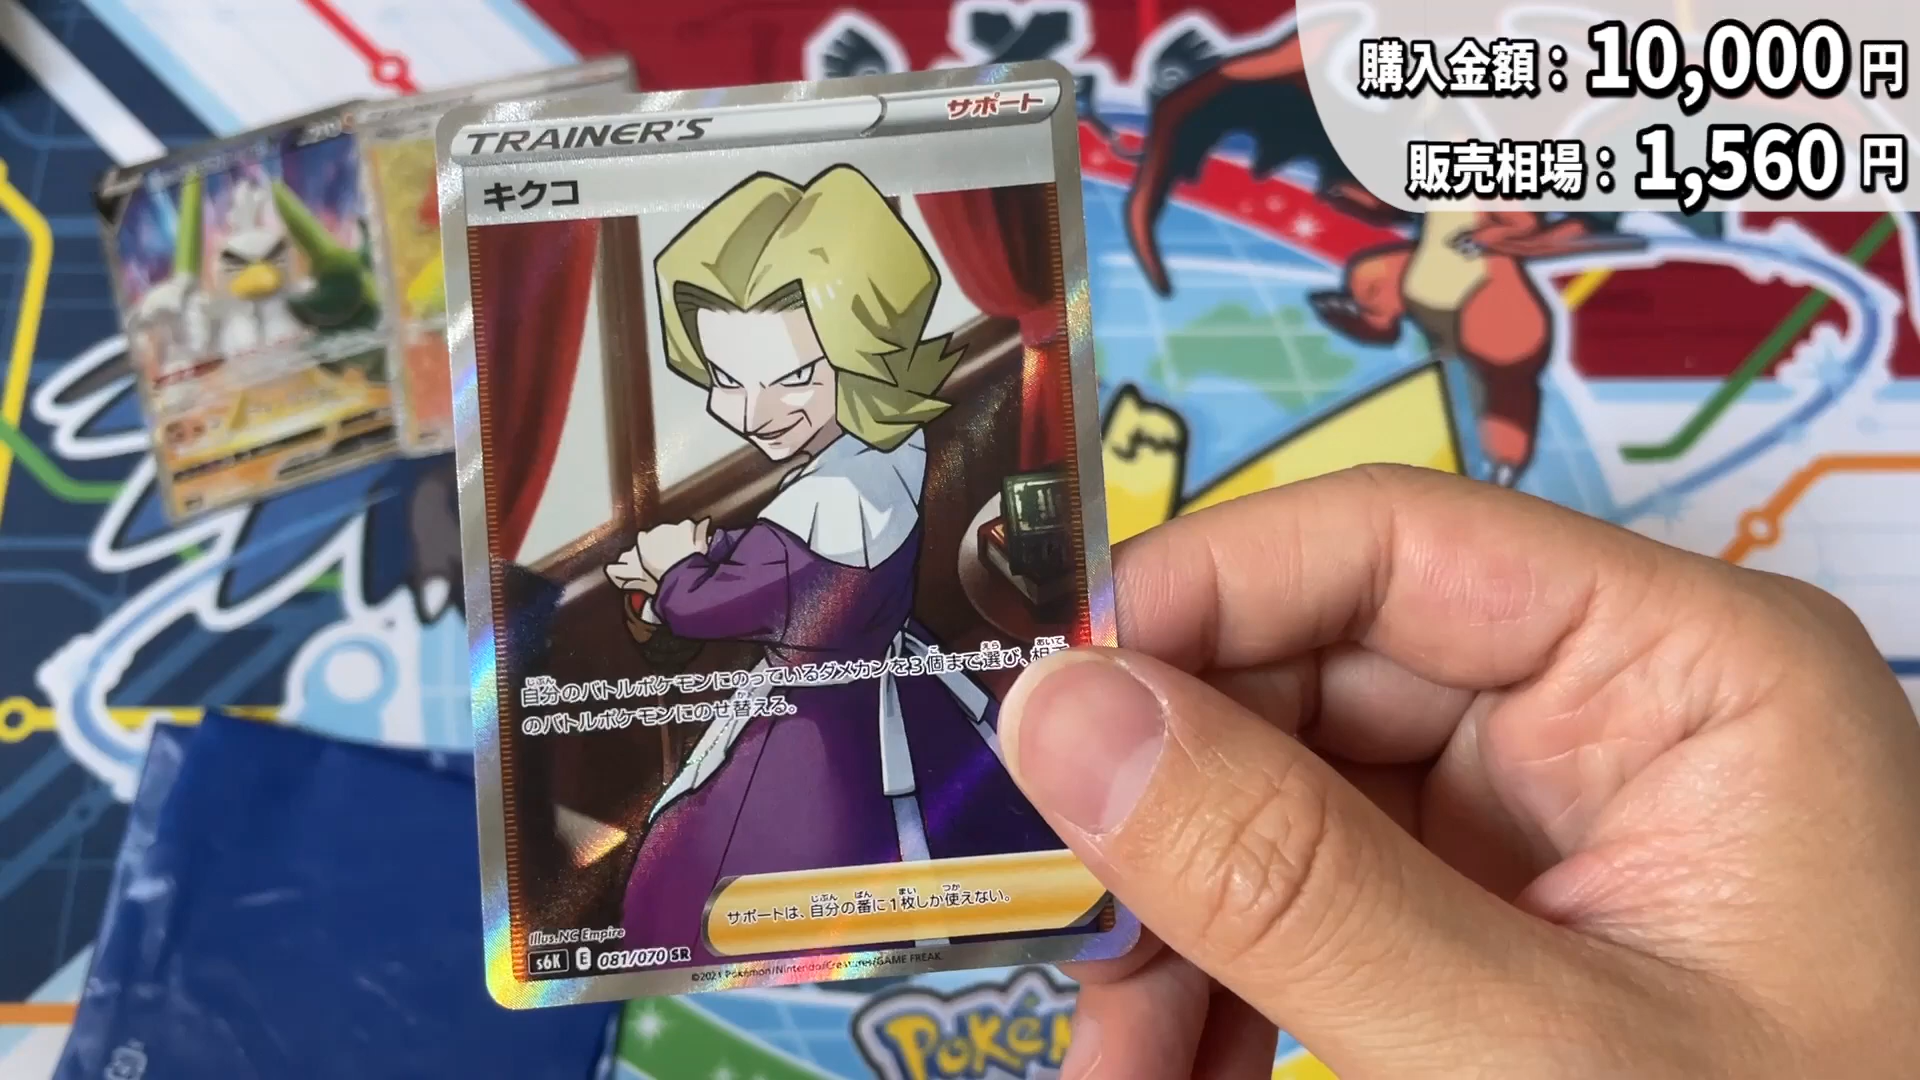 購入金額：10,000円
販売相場：1,560円
TRAINER'S
サポート
キクコ
自分のバトルポケモンにのっているダメカンを3個まで選び、相手
のバトルポケモンにのせ替える。
サポートは、自分の番に1枚しか使えない。
Illus.NC Empire
s6K E 081/070 SR
©2021 Pokémon/Nintendo/Creatures/GAME FREAK.